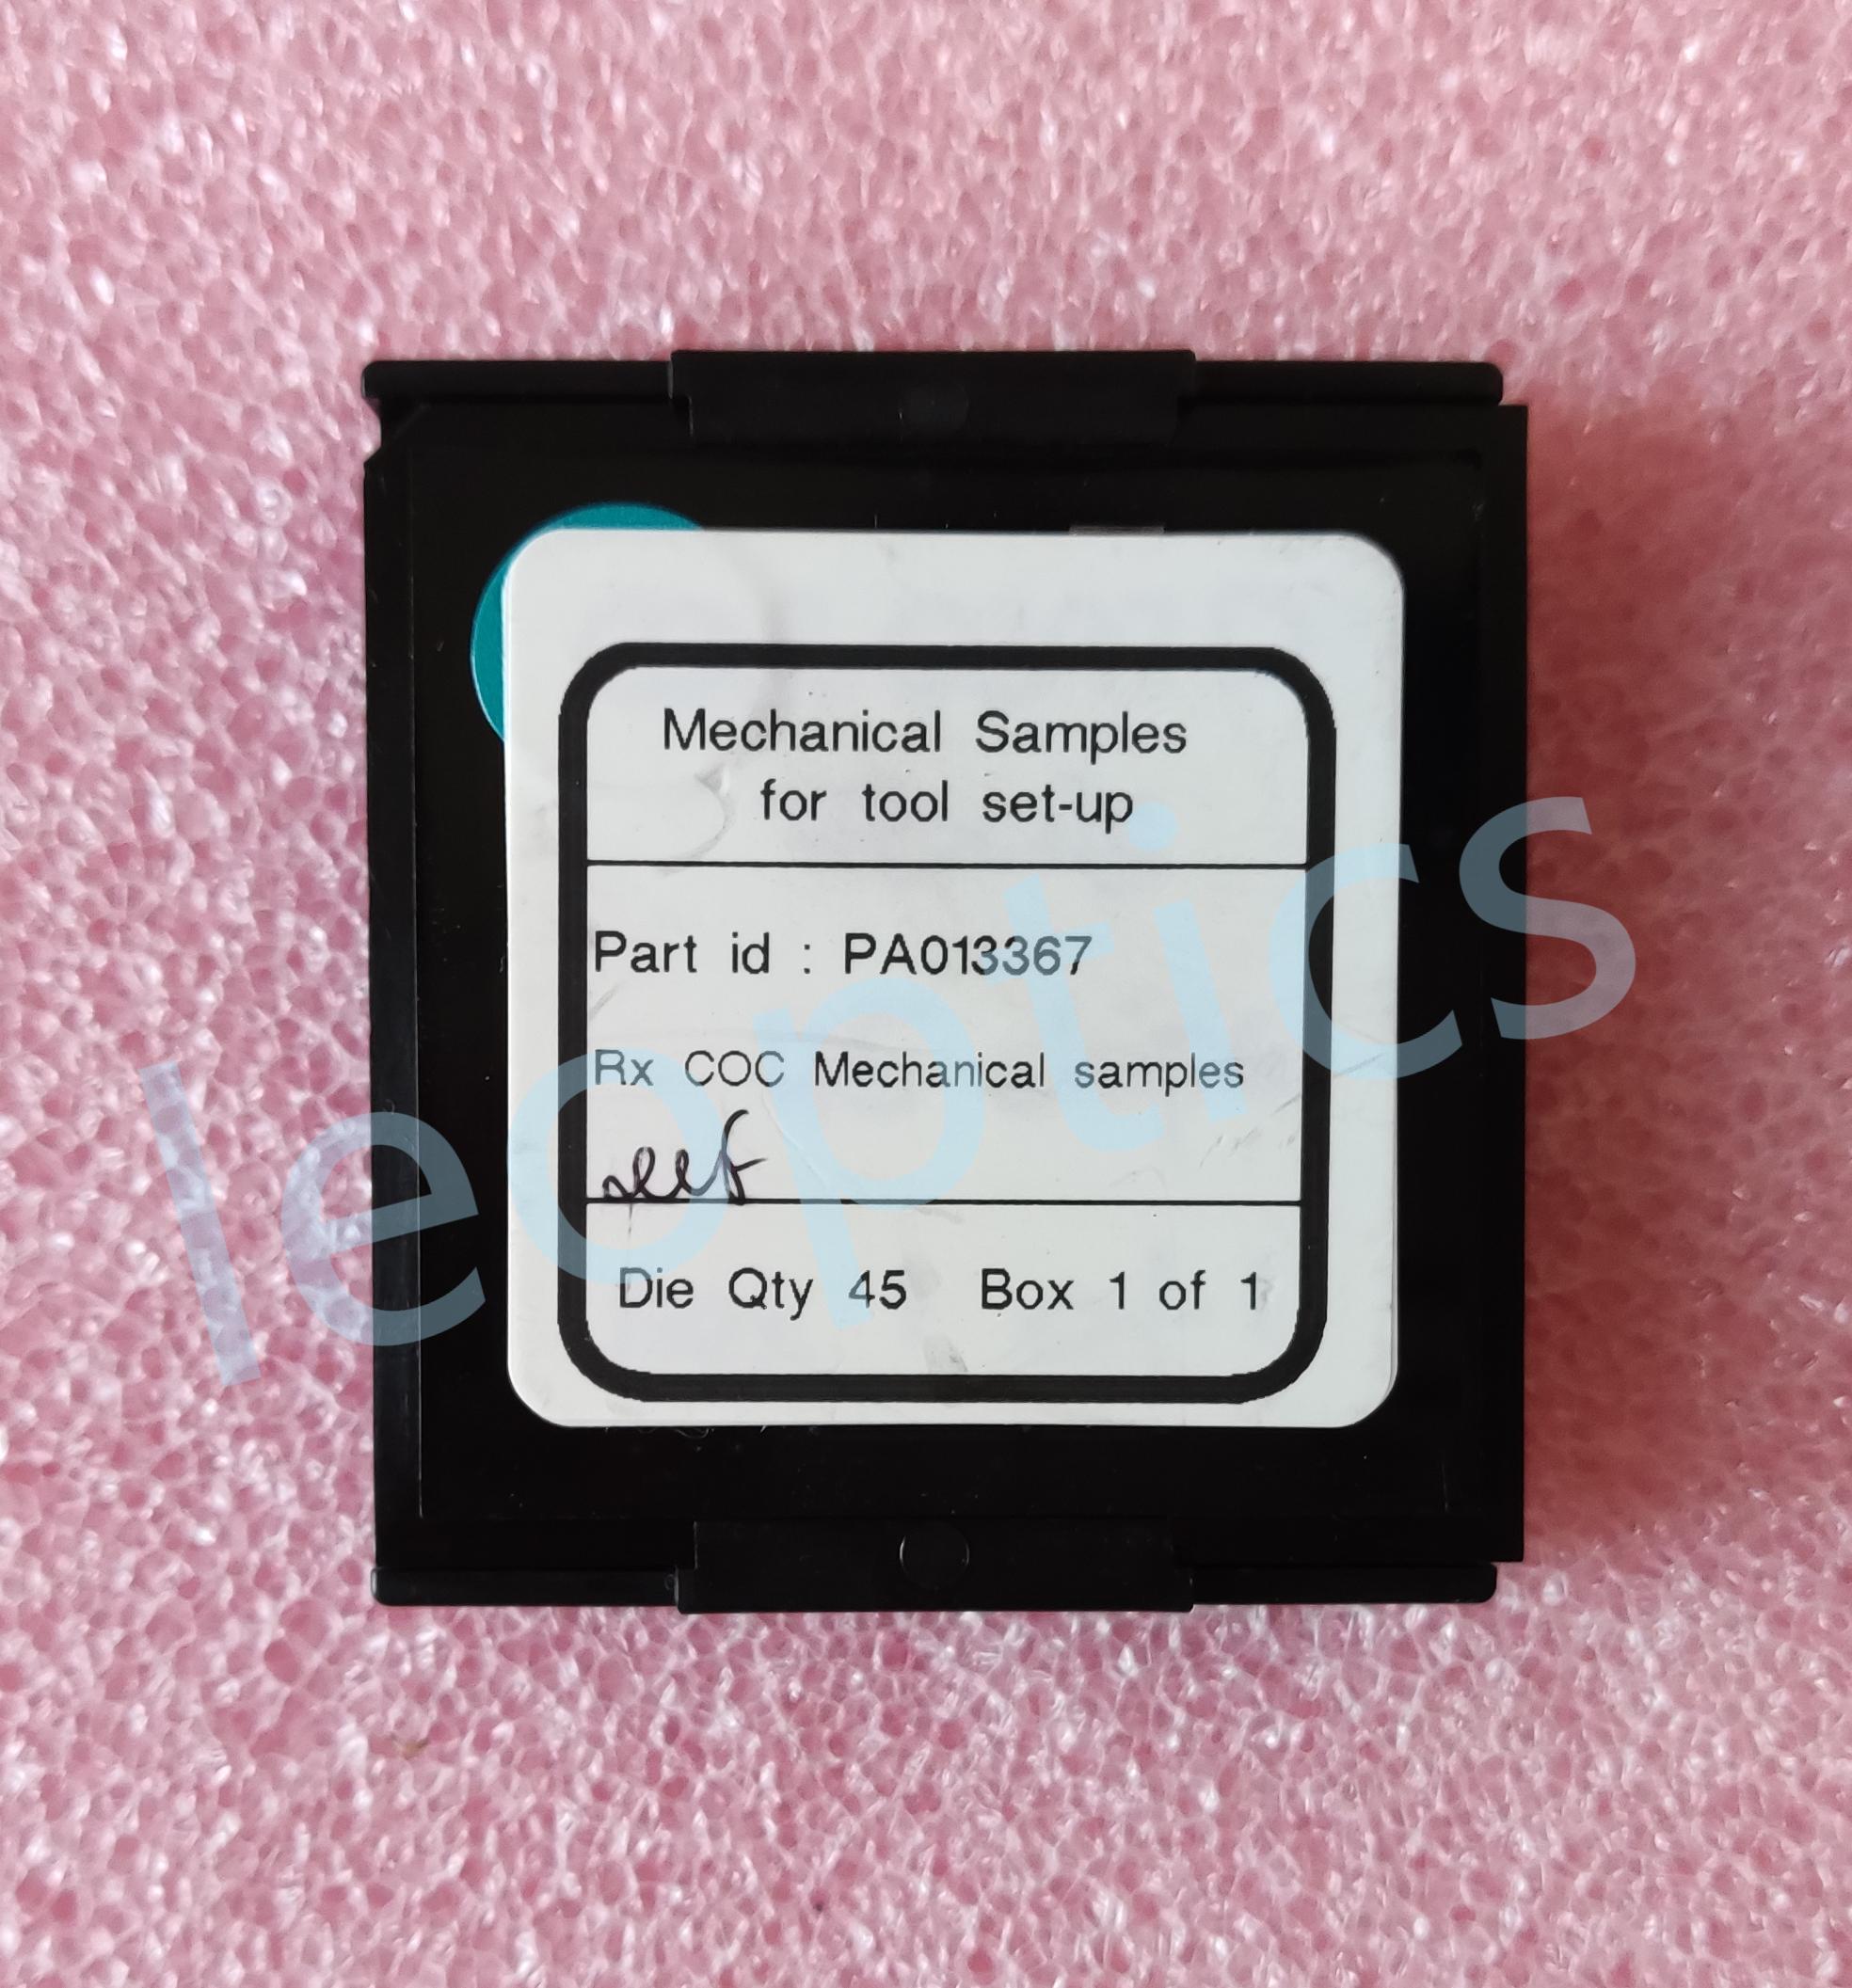 Mechanical Samples
for tool set-up
Part id : PA013367
Rx COC Mechanical samples
Die Qty 45 Box 1 of 1
leoptics